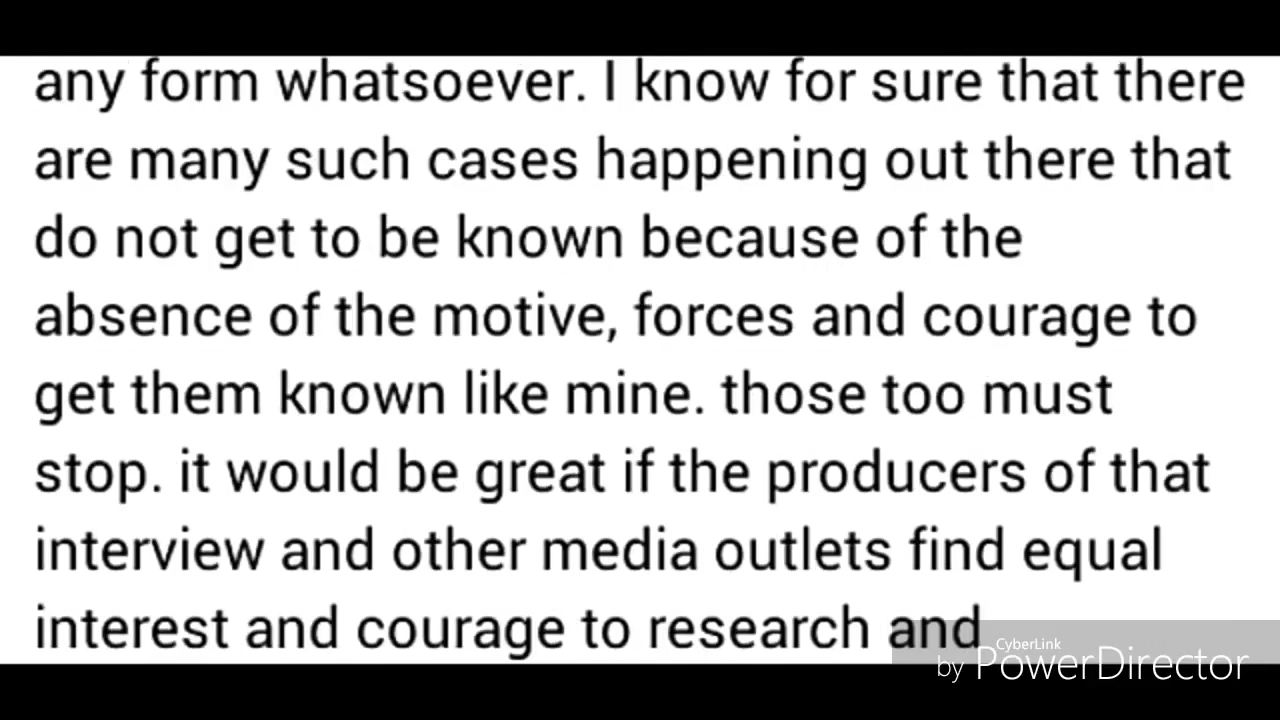 any form whatsoever. I know for sure that there
are many such cases happening out there that
do not get to be known because of the
absence of the motive, forces and courage to
get them known like mine. those too must
stop. it would be great if the producers of that
interview and other media outlets find equal
interest and courage to research and
CyberLink
by PowerDirector